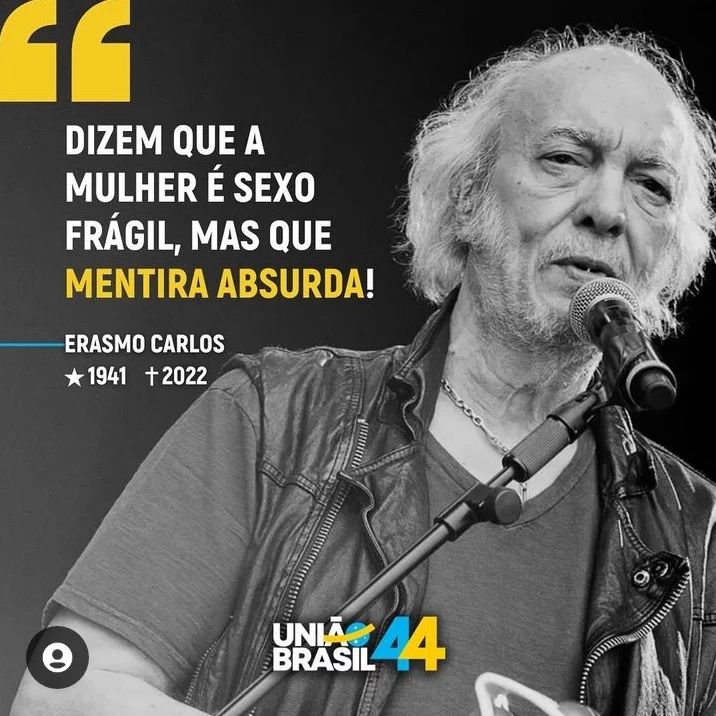 DIZEM QUE A
MULHER É SEXO
FRÁGIL, MAS QUE
MENTIRA ABSURDA!
ERASMO CARLOS
★ 1941 ✝ 2022
UNIÃO
BRASIL 44